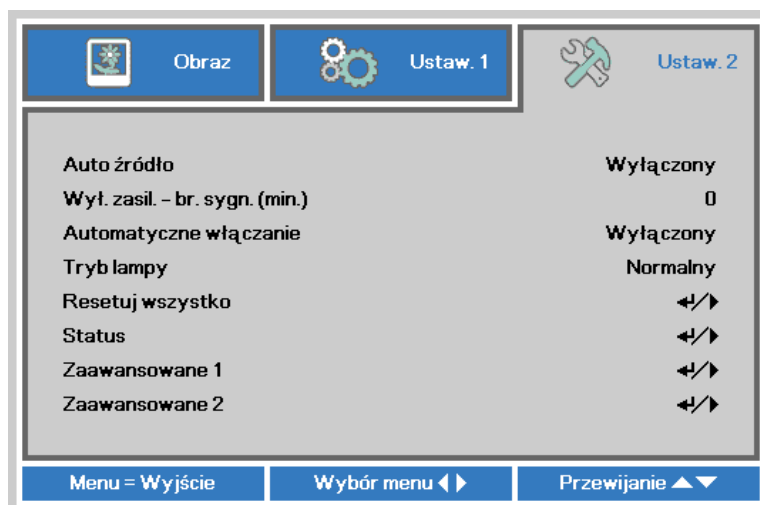 Obraz
Ustaw. 1
Ustaw. 2
Auto źródło Wyłączony
Wył. zasil. – br. sygn. (min.) 0
Automatyczne włączanie Wyłączony
Tryb lampy Normalny
Resetuj wszystko
Status
Zaawansowane 1
Zaawansowane 2
Menu = Wyjście
Wybór menu
Przewijanie